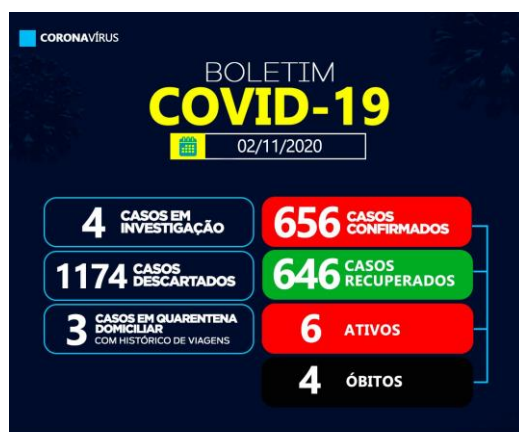 CORONAVÍRUS
BOLETIM
COVID-19
02/11/2020
4 CASOS EM
INVESTIGAÇÃO
656 CASOS
CONFIRMADOS
1174 CASOS
DESCARTADOS
646 CASOS
RECUPERADOS
3 CASOS EM QUARENTENA
DOMICILIAR
COM HISTÓRICO DE VIAGENS
6 ATIVOS
4 ÓBITOS